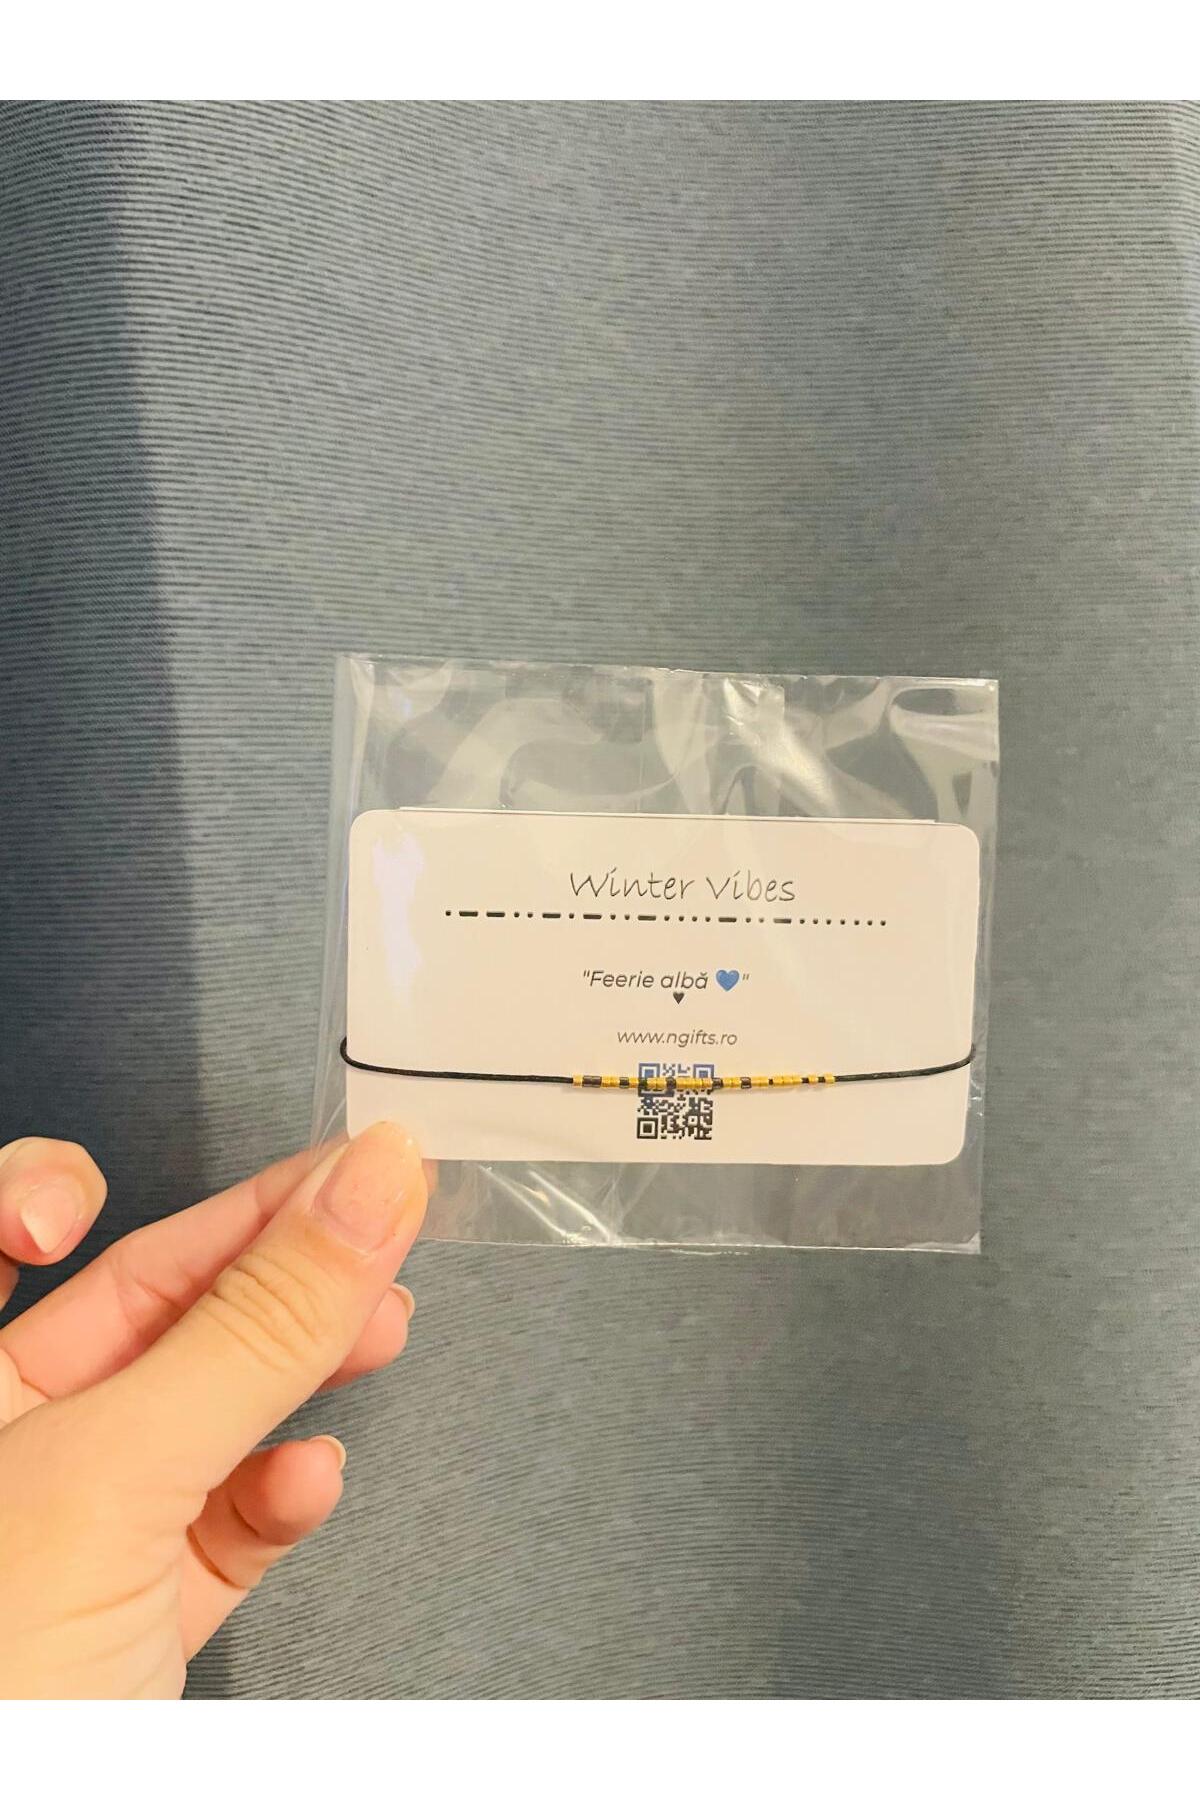 Winter Vibes
"Feerie albă 💙"
www.ngifts.ro